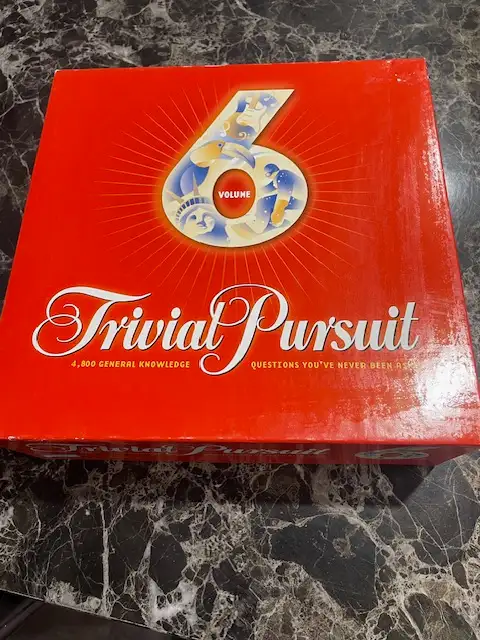 6
VOLUME
Trivial Pursuit
4,800 GENERAL KNOWLEDGE QUESTIONS YOU'VE NEVER BEEN
Trivial Pursuit 6